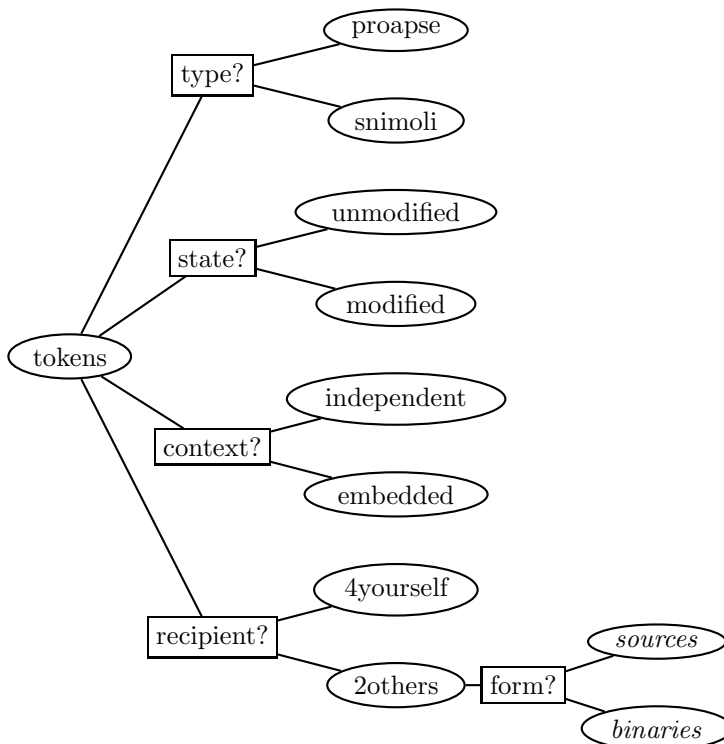 proapse
type?
snimoli
unmodified
state?
modified
tokens
independent
context?
embedded
4yourself
recipient?
sources
2others
form?
binaries